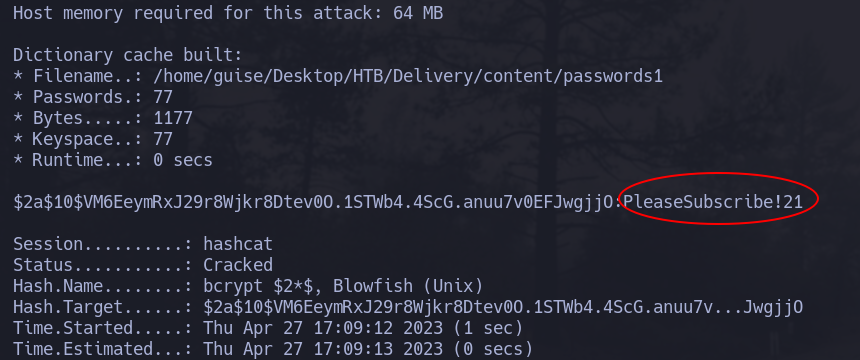 Host memory required for this attack: 64 MB
Dictionary cache built:
* Filename..: /home/guise/Desktop/HTB/Delivery/content/passwords1
* Passwords.: 77
* Bytes.....: 1177
* Keyspace..: 77
* Runtime...: 0 secs
$2a$10$VM6EeymRxJ29r8Wjkr8Dtev0O.1STWb4.4ScG.anuu7v0EFJwgjjO:PleaseSubscribe!21
Session..........: hashcat
Status...........: Cracked
Hash.Name........: bcrypt $2*$, Blowfish (Unix)
Hash.Target......: $2a$10$VM6EeymRxJ29r8Wjkr8Dtev0O.1STWb4.4ScG.anuu7v...JwgjjO
Time.Started.....: Thu Apr 27 17:09:12 2023 (1 sec)
Time.Estimated...: Thu Apr 27 17:09:13 2023 (0 secs)